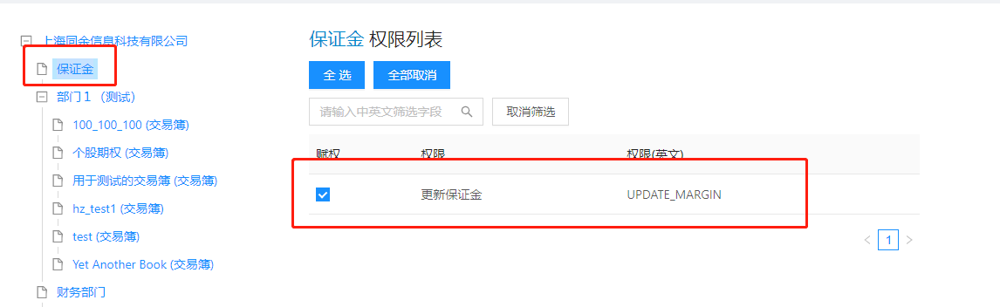 上海同余信息科技有限公司
保证金
部门１（测试）
100_100_100 (交易簿)
个股期权 (交易簿)
用于测试的交易簿 (交易簿)
hz_test1 (交易簿)
test (交易簿)
Yet Another Book (交易簿)
财务部门
保证金 权限列表
全 选 全部取消
请输入中英文筛选字段 取消筛选
赋权 权限 权限(英文)
更新保证金 UPDATE_MARGIN
< 1 >